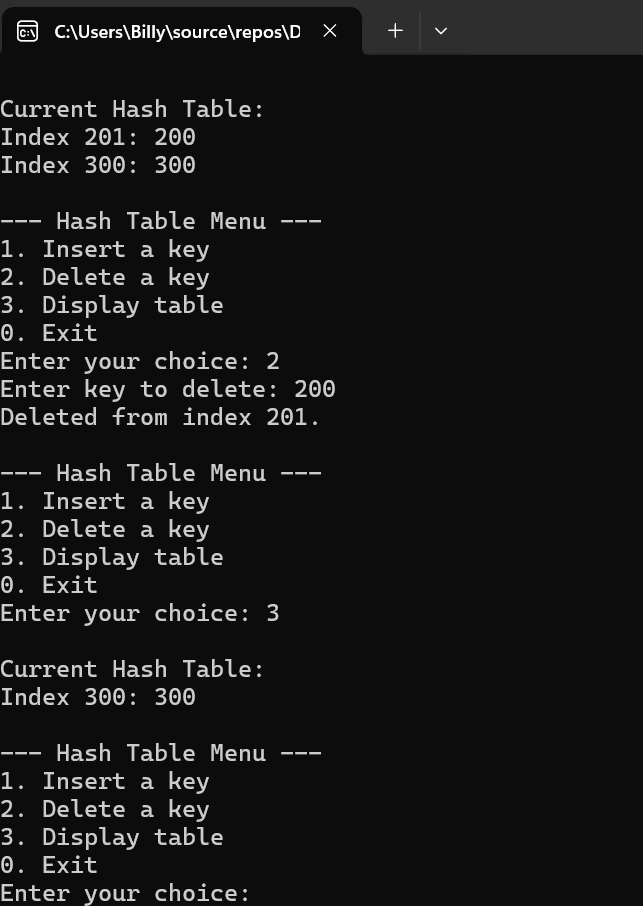 C:\Users\Billy\source\repos\D
Current Hash Table:
Index 201: 200
Index 300: 300
--- Hash Table Menu ---
1. Insert a key
2. Delete a key
3. Display table
0. Exit
Enter your choice: 2
Enter key to delete: 200
Deleted from index 201.
--- Hash Table Menu ---
1. Insert a key
2. Delete a key
3. Display table
0. Exit
Enter your choice: 3
Current Hash Table:
Index 300: 300
--- Hash Table Menu ---
1. Insert a key
2. Delete a key
3. Display table
0. Exit
Enter your choice: